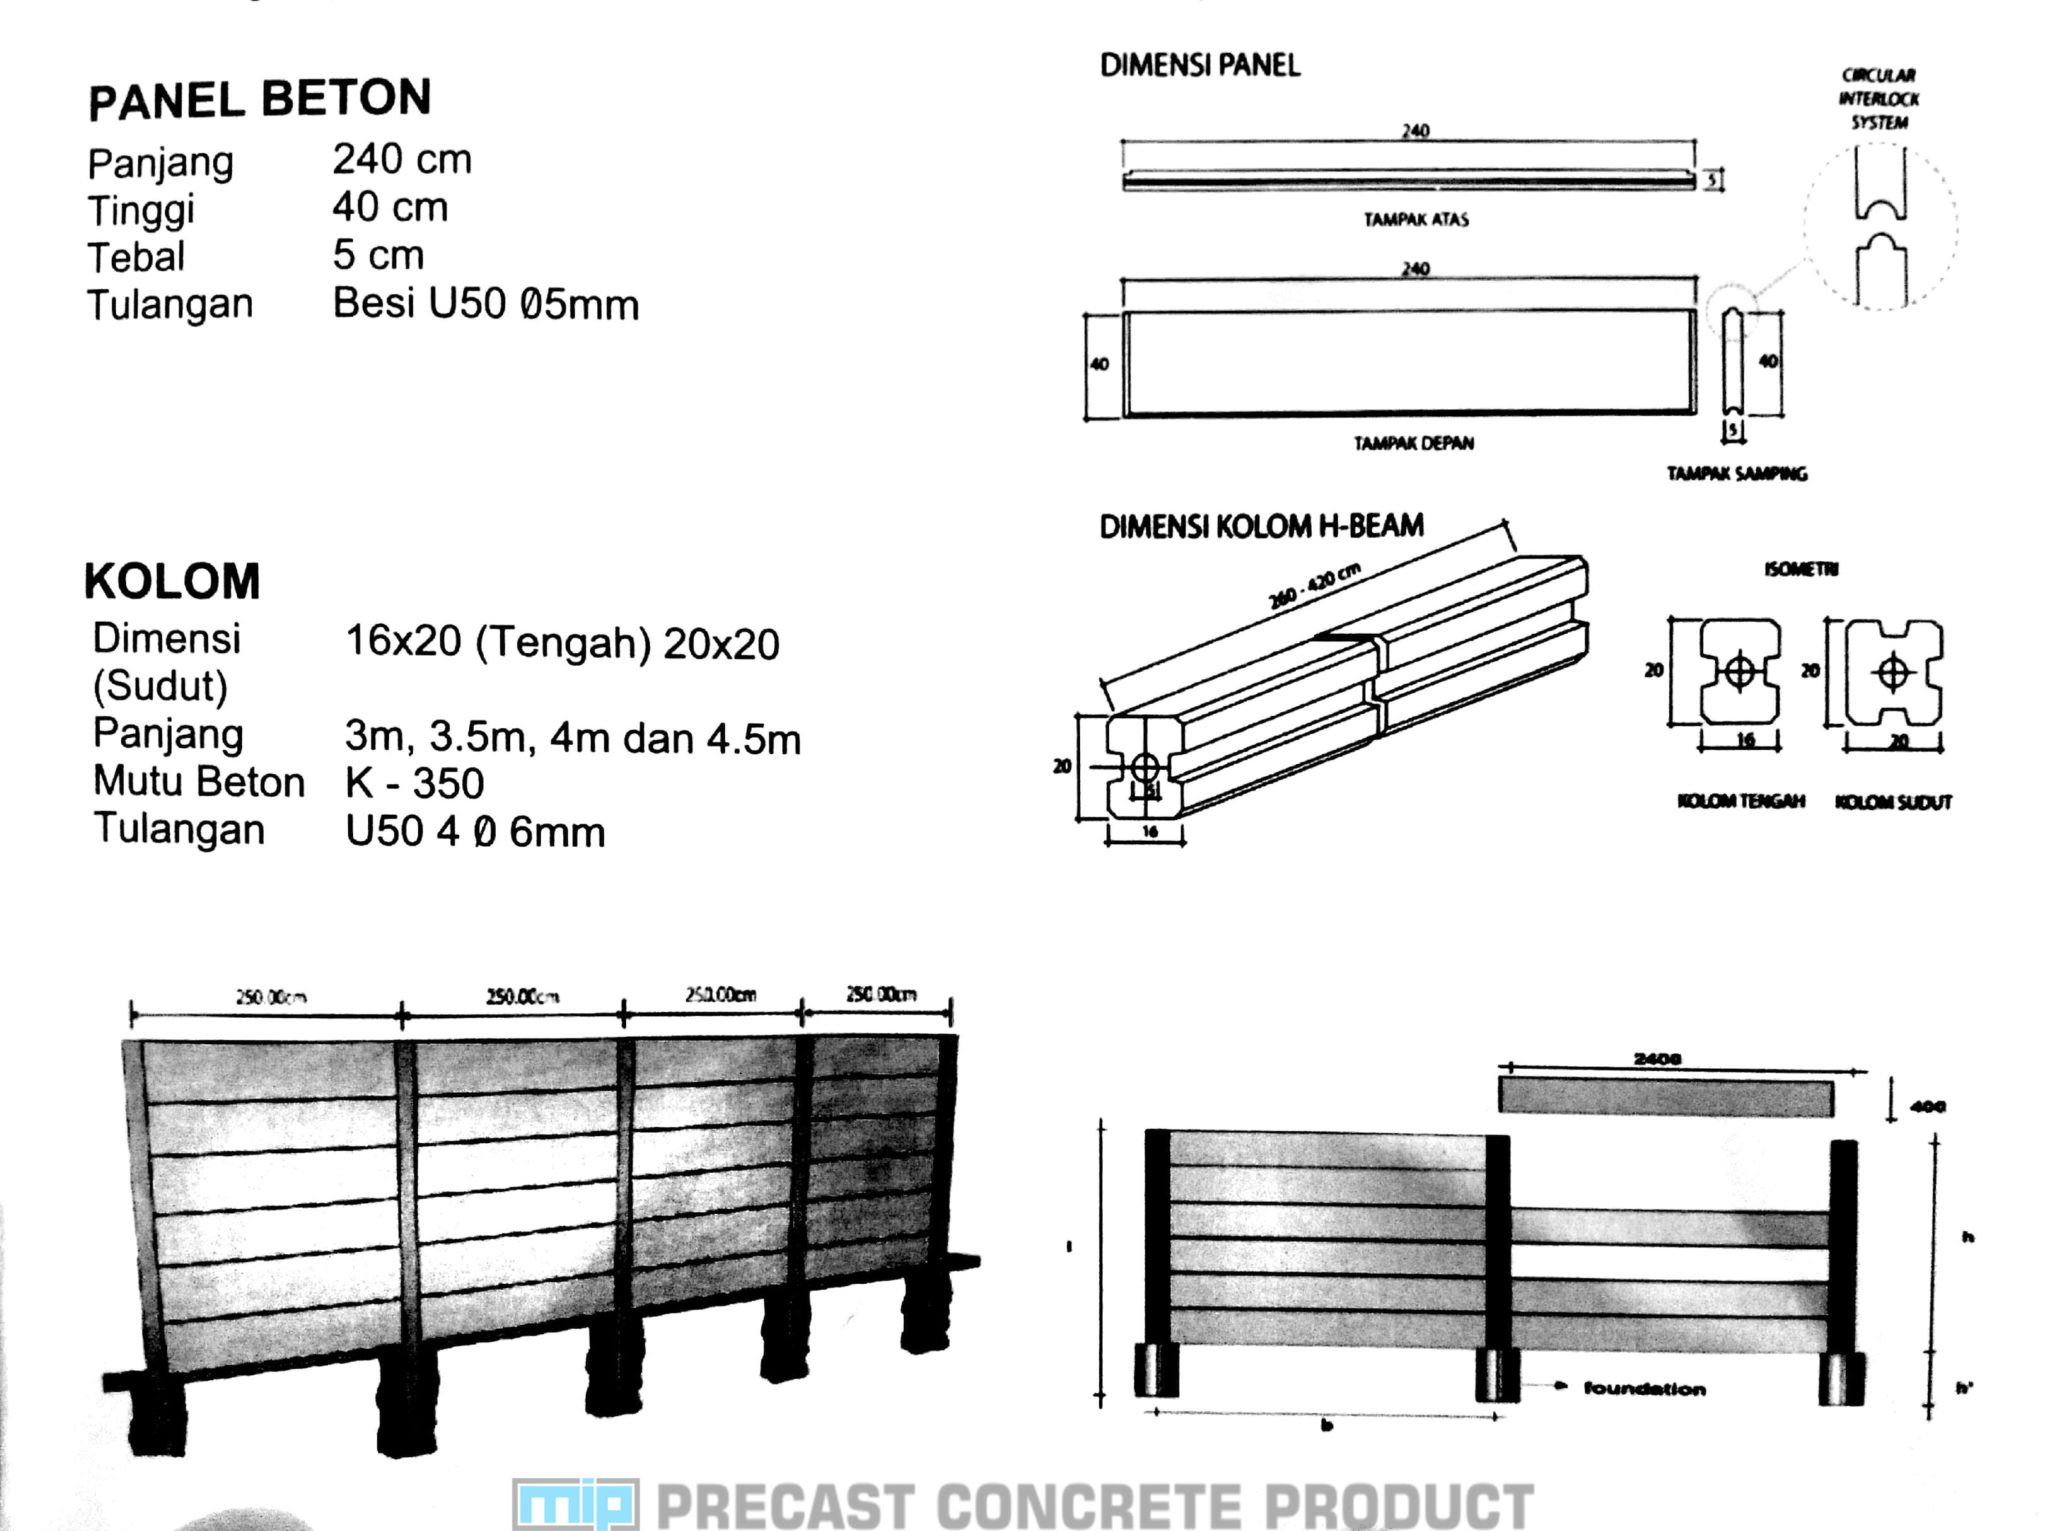 PANEL BETON
Panjang 240 cm
Tinggi 40 cm
Tebal 5 cm
Tulangan Besi U50 Ø5mm
KOLOM
Dimensi 16x20 (Tengah) 20x20
(Sudut)
Panjang 3m, 3.5m, 4m dan 4.5m
Mutu Beton K - 350
Tulangan U50 4 Ø 6mm
DIMENSI PANEL
CIRCULAR
INTERLOCK
SYSTEM
240
5
TAMPAK ATAS
240
40
40
5
TAMPAK DEPAN
TAMPAK SAMPING
DIMENSI KOLOM H-BEAM
260 - 420 cm
ISOMETRI
20
5
16
20
16
20
20
KOLOM TENGAH
KOLOM SUDUT
250.00cm
250.00cm
250.00cm
250.00cm
2400
400
l
h
h'
foundation
b
mip PRECAST CONCRETE PRODUCT